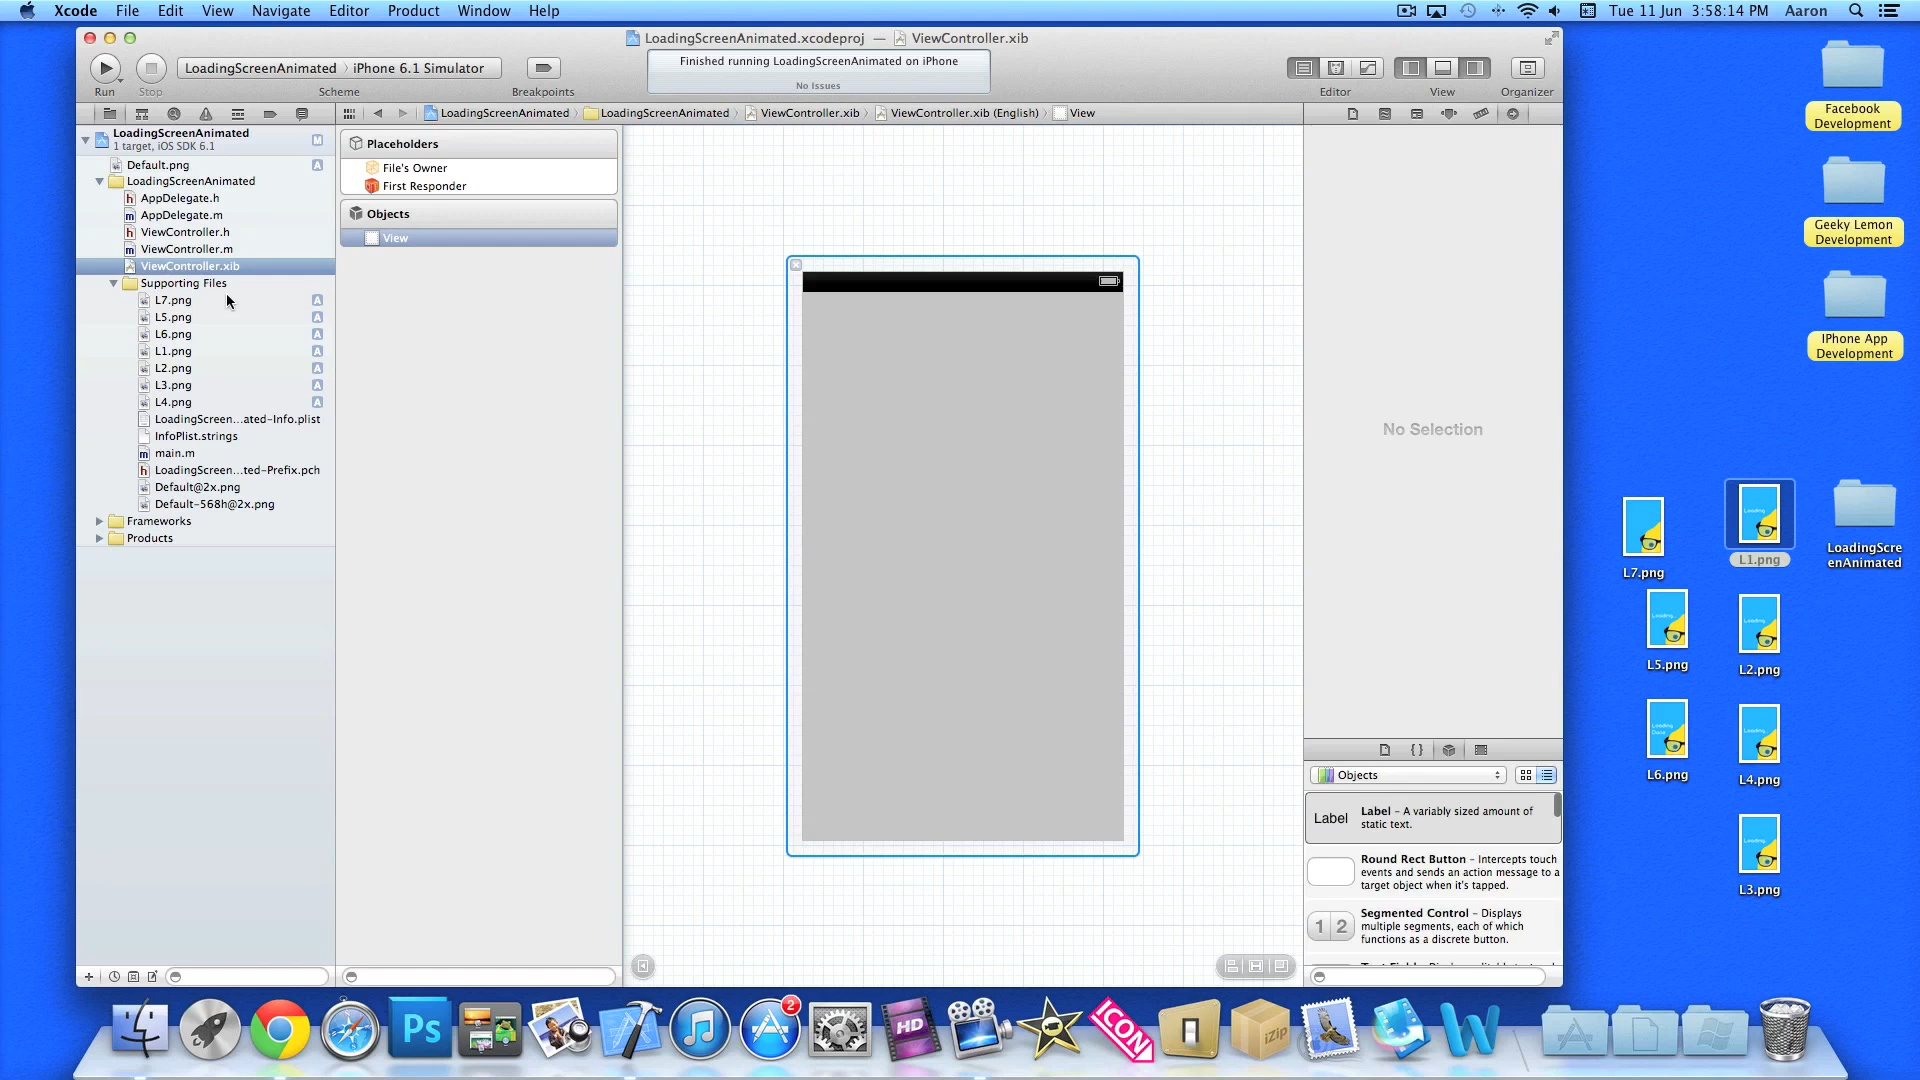 Xcode File Edit View Navigate Editor Product Window Help
Tue 11 Jun 3:58:14 PM Aaron
LoadingScreenAnimated.xcodeproj — ViewController.xib
LoadingScreenAnimated iPhone 6.1 Simulator
Finished running LoadingScreenAnimated on iPhone
No Issues
Run Stop Scheme Breakpoints Editor View Organizer
LoadingScreenAnimated LoadingScreenAnimated ViewController.xib ViewController.xib (English) View
LoadingScreenAnimated M
1 target, iOS SDK 6.1
Default.png A
LoadingScreenAnimated
AppDelegate.h
AppDelegate.m
ViewController.h
ViewController.m
ViewController.xib
Supporting Files
L7.png A
L5.png A
L6.png A
L1.png A
L2.png A
L3.png A
L4.png A
LoadingScreen...ated-Info.plist
InfoPlist.strings
main.m
LoadingScreen...ted-Prefix.pch
Default@2x.png
Default-568h@2x.png
Frameworks
Products
Placeholders
File's Owner
First Responder
Objects
View
No Selection
Objects
Label
Label – A variably sized amount of
static text.
Round Rect Button – Intercepts touch
events and sends an action message to a
target object when it's tapped.
1 2
Segmented Control – Displays
multiple segments, each of which
functions as a discrete button.
Facebook
Development
Geeky Lemon
Development
IPhone App
Development
L7.png
L1.png
LoadingScre
enAnimated
L5.png
L2.png
L6.png
L4.png
L3.png
Ps
2
HD
ICON
iZip
W